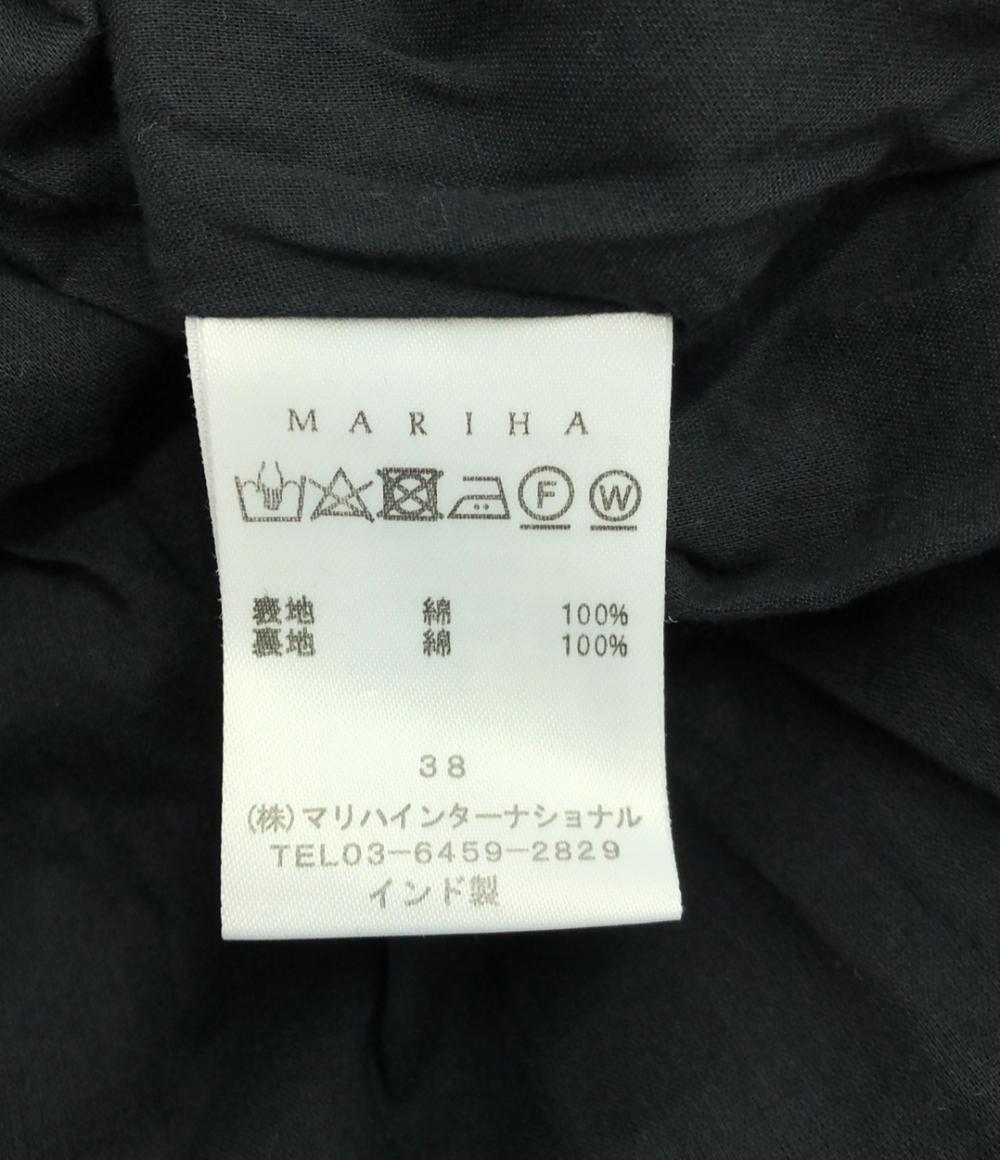 MARIHA
F W
表地 綿 100%
裏地 綿 100%
38
(株)マリハインターナショナル
TEL03-6459-2829
インド製